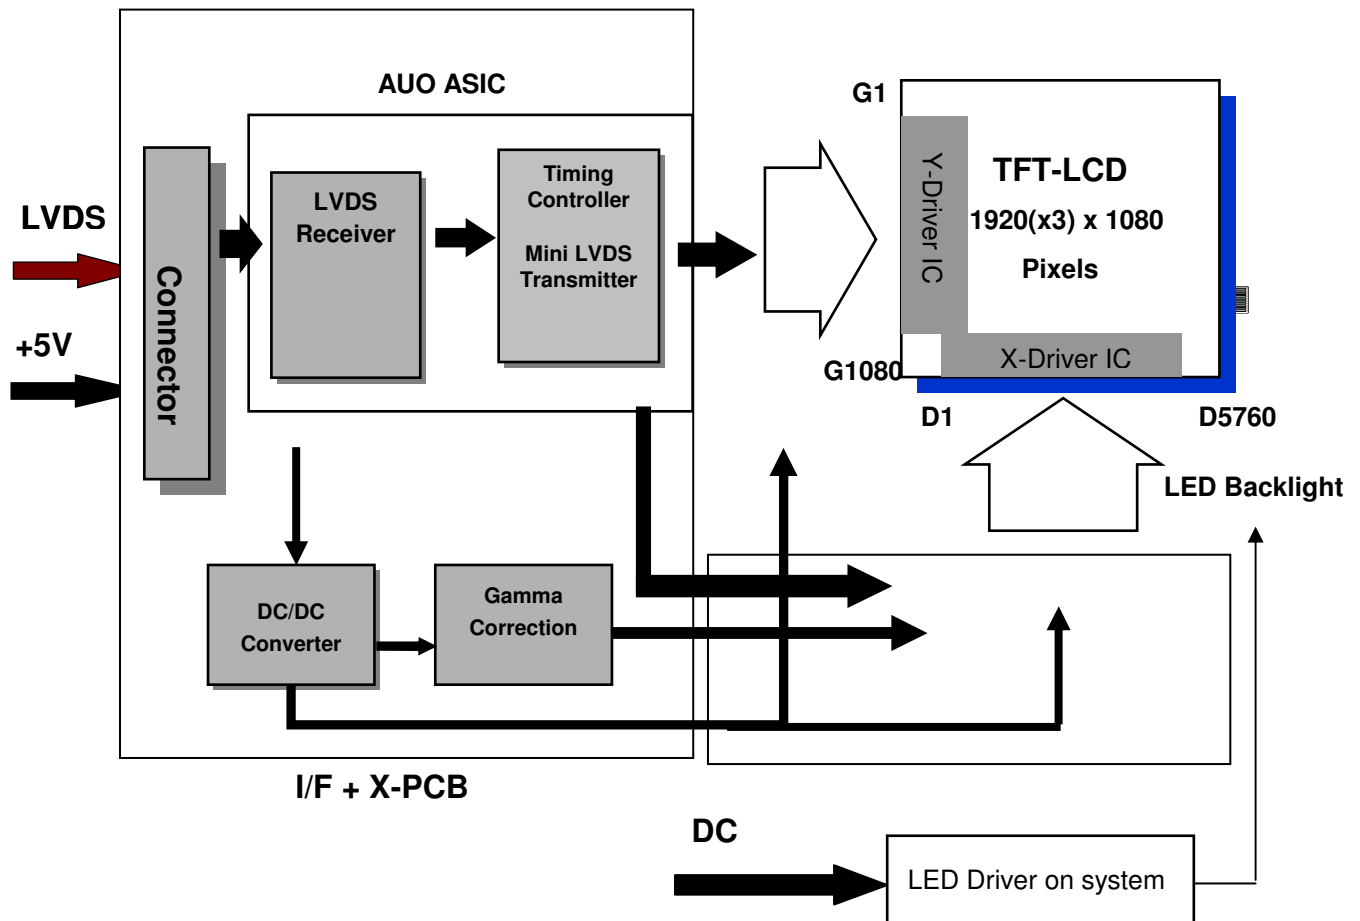 AUO ASIC
G1
LVDS
+5V
Connector
LVDS
Receiver
Timing
Controller
Mini LVDS
Transmitter
Y-Driver IC
TFT-LCD
1920(x3) x 1080
Pixels
X-Driver IC
G1080
D1
D5760
LED Backlight
DC/DC
Converter
Gamma
Correction
I/F + X-PCB
DC
LED Driver on system